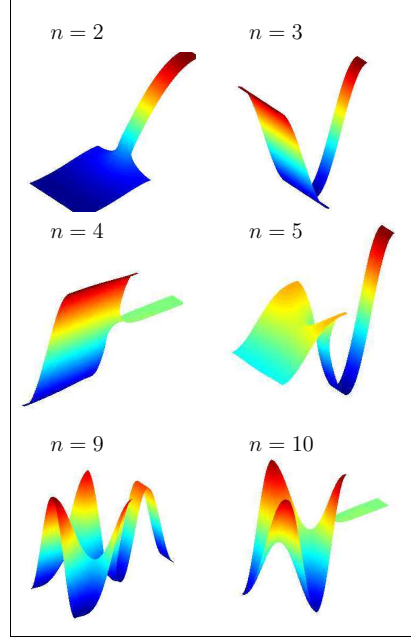 n = 2
n = 3
n = 4
n = 5
n = 9
n = 10